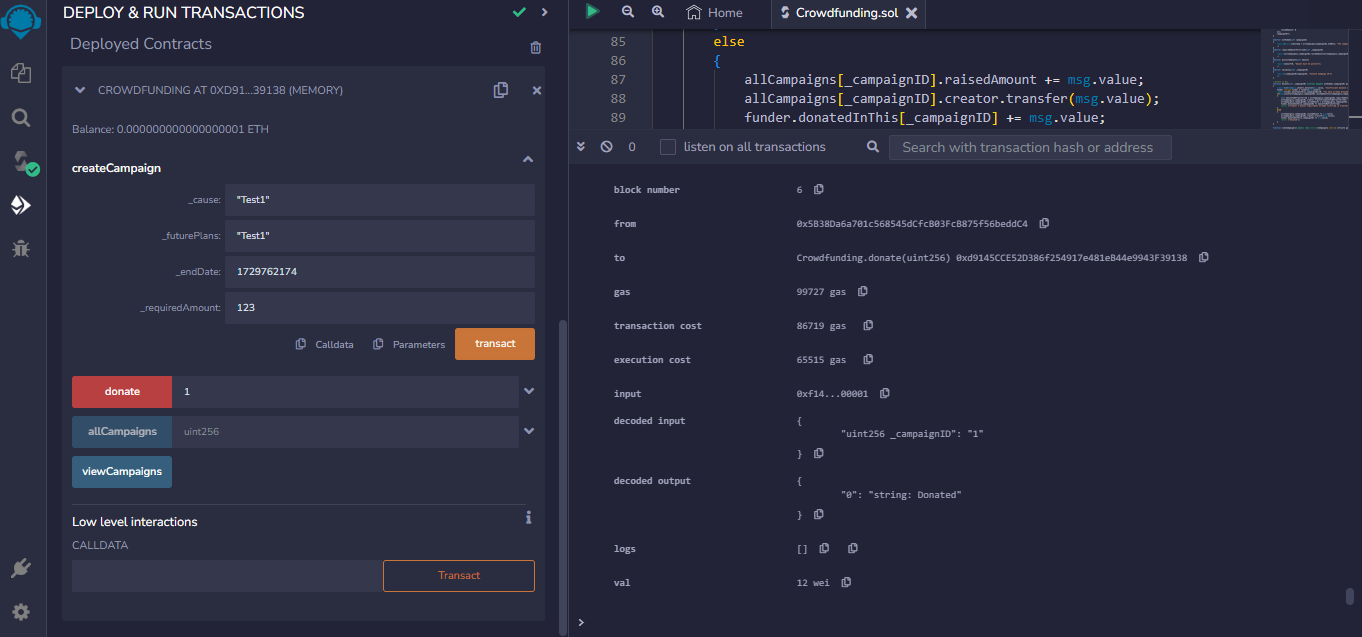 DEPLOY & RUN TRANSACTIONS
Deployed Contracts
CROWDFUNDING AT 0XD91...39138 (MEMORY)
Balance: 0.000000000000000001 ETH
createCampaign
_cause: "Test1"
_futurePlans: "Test1"
_endDate: 1729762174
_requiredAmount: 123
Calldata Parameters transact
donate 1
allCampaigns uint256
viewCampaigns
Low level interactions
CALLDATA
Transact
Home Crowdfunding.sol
85 else
86 {
87 allCampaigns[_campaignID].raisedAmount += msg.value;
88 allCampaigns[_campaignID].creator.transfer(msg.value);
89 funder.donatedInThis[_campaignID] += msg.value;
0 listen on all transactions Search with transaction hash or address
block number 6
from 0x5B38Da6a701c568545dCfcB03FcB875f56beddC4
to Crowdfunding.donate(uint256) 0xd9145CCE52D386f254917e481eB44e9943F39138
gas 99727 gas
transaction cost 86719 gas
execution cost 65515 gas
input 0xf14...00001
decoded input {
"uint256 _campaignID": "1"
}
decoded output {
"0": "string: Donated"
}
logs []
val 12 wei
>